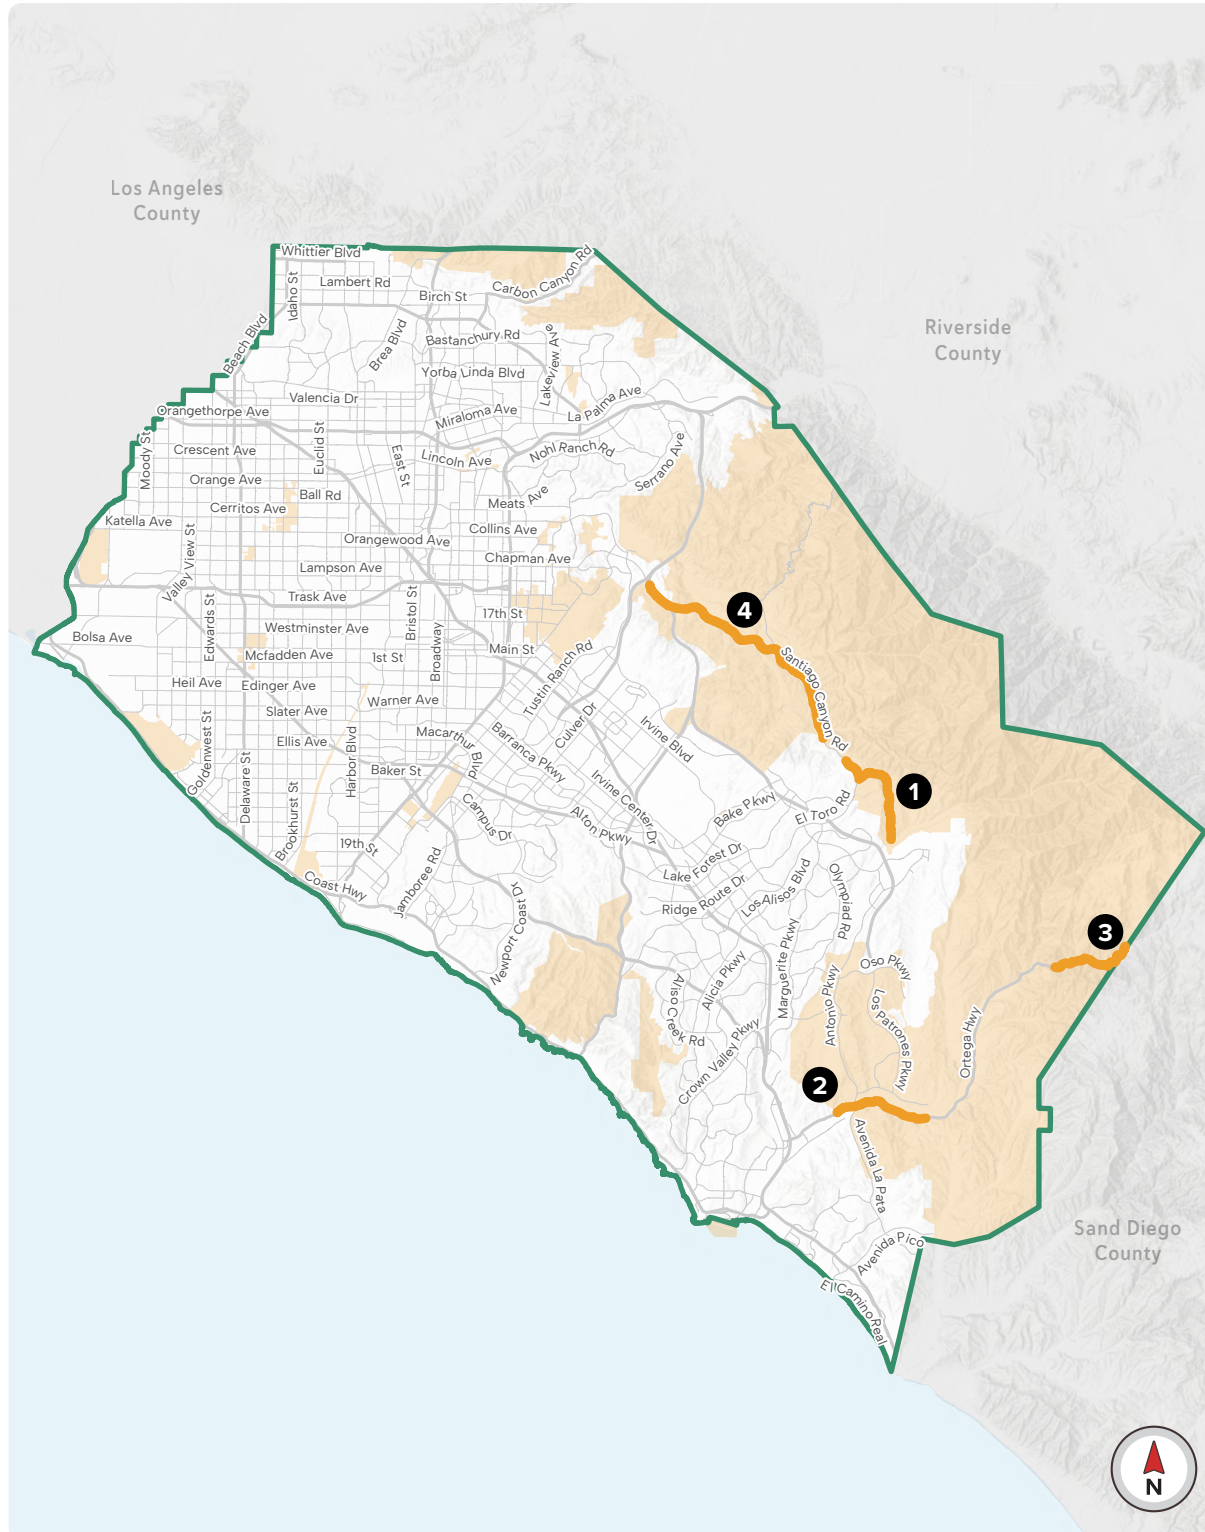 Los Angeles
County
Whittier Blvd
Carbon Canyon Rd
Lambert Rd
Idaho St
Birch St
Riverside
County
Beach Blvd
Brea Blvd
Bastanchury Rd
Lakeview Ave
Yorba Linda Blvd
Valencia Dr
Orangethorpe Ave
Miraloma Ave
La Palma Ave
Moody St
Crescent Ave
Euclid St
East St
Lincoln Ave
Nohl Ranch Rd
Serrano Ave
Orange Ave
Ball Rd
Meats Ave
Cerritos Ave
Katella Ave
Collins Ave
Orangewood Ave
Chapman Ave
Valley View St
Lampson Ave
Trask Ave
Bristol St
17th St
4
Edwards St
Westminster Ave
Bolsa Ave
Broadway
Main St
Mcfadden Ave
1st St
Tustin Ranch Rd
Santiago Canyon Rd
Heil Ave
Edinger Ave
Warner Ave
Slater Ave
Culver Dr
Irvine Blvd
Goldenwest St
Ellis Ave
Harbor Blvd
Macarthur Blvd
Barranca Pkwy
Baker St
Delaware St
Irvine Center Dr
1
Brookhurst St
Campus Dr
Alton Pkwy
Bake Pkwy
El Toro Rd
19th St
Coast Hwy
Jamboree Rd
Lake Forest Dr
Ridge Route Dr
Los Alisos Blvd
Olympiad Rd
Newport Coast Dr
3
Marguerite Pkwy
Oso Pkwy
Alicia Pkwy
Aliso Creek Rd
Antonio Pkwy
Los Patrones Pkwy
Ortega Hwy
Crown Valley Pkwy
2
Avenida La Pata
Sand Diego
County
Avenida Pico
El Camino Real
N